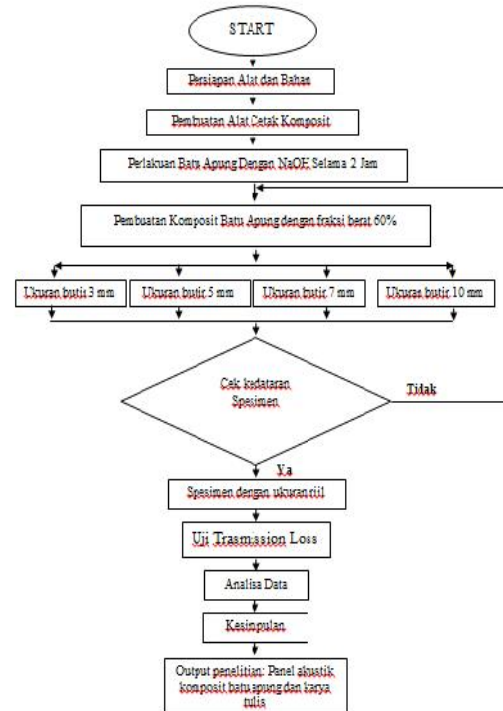 START
Persiapan Alat dan Bahan
Pembuatan Alat Cetak Komposit
Perlakuan Batu Apung Dengan NaOH Selama 2 Jam
Pembuatan Komposit Batu Apung dengan fraksi berat 60%
Ukuran butir 3 mm
Ukuran butir 5 mm
Ukuran butir 7 mm
Ukuran butir 10 mm
Cek kedataran
Spesimen
Tidak
Ya
Spesimen dengan ukuran riil
Uji Trasmission Loss
Analisa Data
Kesinpulan
Output penelitian: Panel akustik
komposit batu apung dan karya
tulis